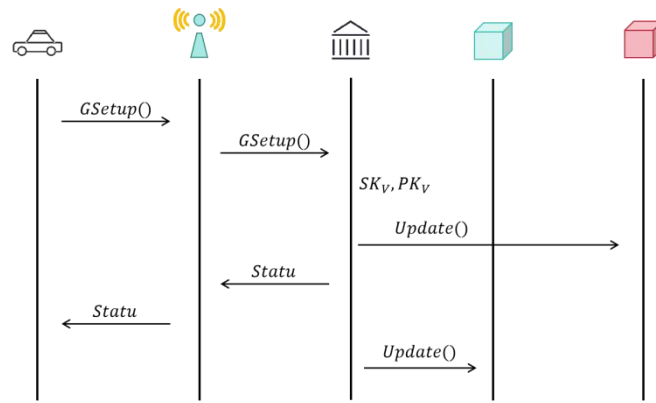 GSetup()
GSetup()
SK_V, PK_V
Update()
Statu
Statu
Update()